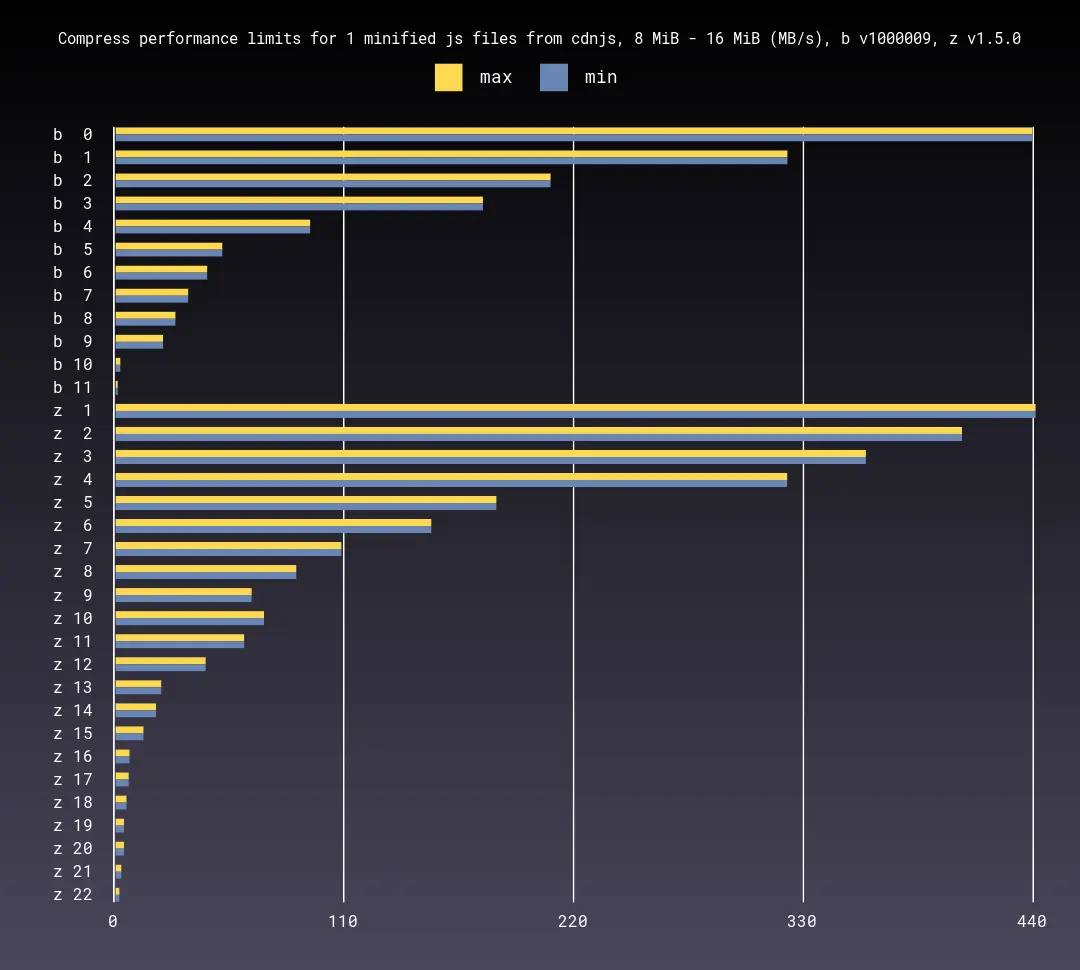 Compress performance limits for 1 minified js files from cdnjs, 8 MiB - 16 MiB (MB/s), b v1000009, z v1.5.0
max min
b 0
b 1
b 2
b 3
b 4
b 5
b 6
b 7
b 8
b 9
b 10
b 11
z 1
z 2
z 3
z 4
z 5
z 6
z 7
z 8
z 9
z 10
z 11
z 12
z 13
z 14
z 15
z 16
z 17
z 18
z 19
z 20
z 21
z 22
0 110 220 330 440